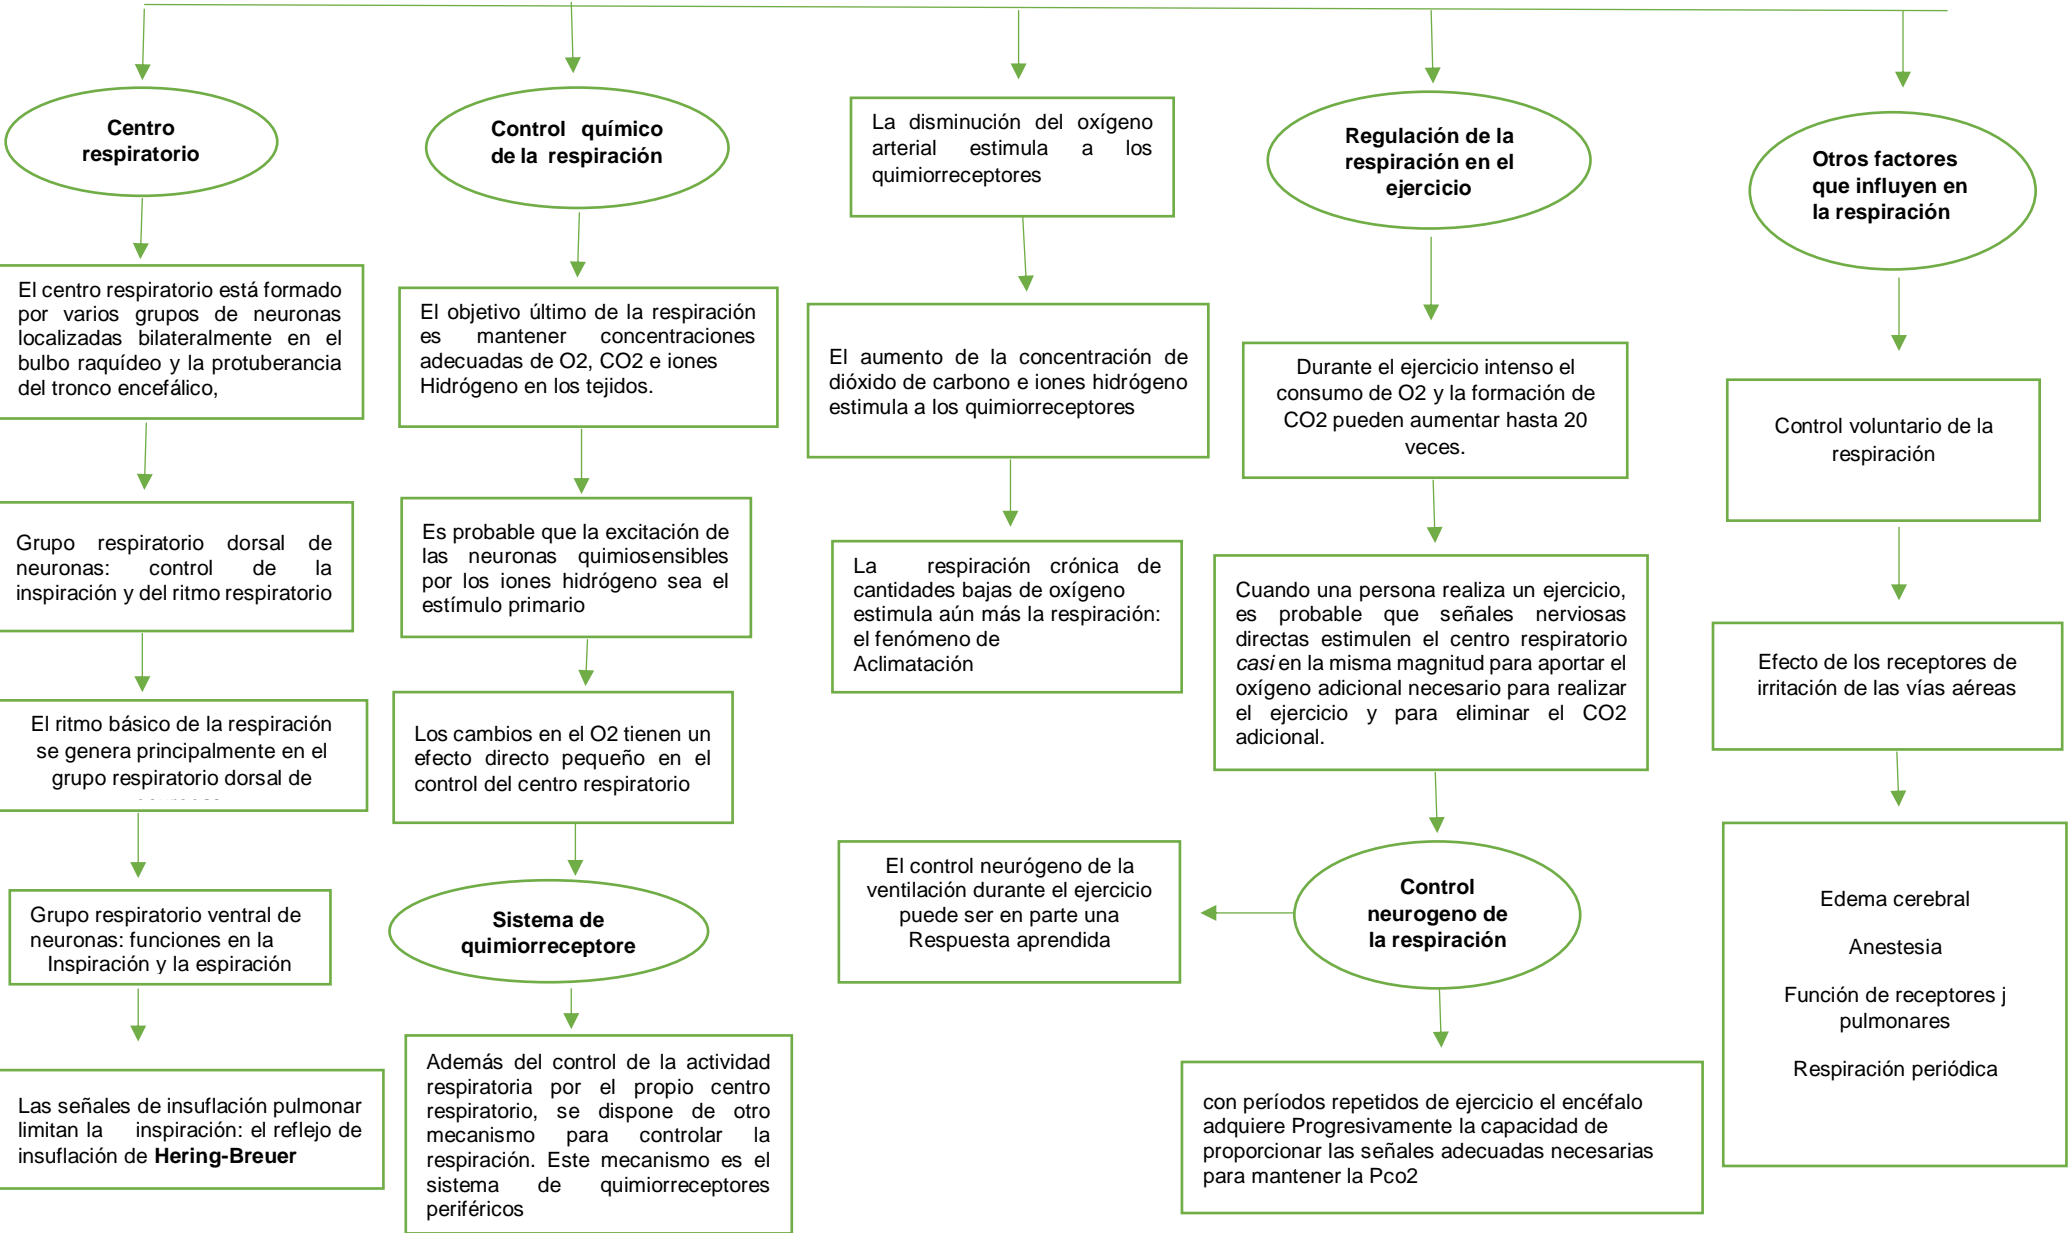 Centro
respiratorio
El centro respiratorio está formado
por varios grupos de neuronas
localizadas bilateralmente en el
bulbo raquídeo y la protuberancia
del tronco encefálico,
Grupo respiratorio dorsal de
neuronas: control de la
inspiración y del ritmo respiratorio
El ritmo básico de la respiración
se genera principalmente en el
grupo respiratorio dorsal de
Grupo respiratorio ventral de
neuronas: funciones en la
Inspiración y la espiración
Las señales de insuflación pulmonar
limitan la inspiración: el reflejo de
insuflación de Hering-Breuer
Control químico
de la respiración
El objetivo último de la respiración
es mantener concentraciones
adecuadas de O2, CO2 e iones
Hidrógeno en los tejidos.
Es probable que la excitación de
las neuronas quimiosensibles
por los iones hidrógeno sea el
estímulo primario
Los cambios en el O2 tienen un
efecto directo pequeño en el
control del centro respiratorio
Sistema de
quimiorreceptore
Además del control de la actividad
respiratoria por el propio centro
respiratorio, se dispone de otro
mecanismo para controlar la
respiración. Este mecanismo es el
sistema de quimiorreceptores
periféricos
La disminución del oxígeno
arterial estimula a los
quimiorreceptores
El aumento de la concentración de
dióxido de carbono e iones hidrógeno
estimula a los quimiorreceptores
La respiración crónica de
cantidades bajas de oxígeno
estimula aún más la respiración:
el fenómeno de
Aclimatación
El control neurógeno de la
ventilación durante el ejercicio
puede ser en parte una
Respuesta aprendida
Regulación de la
respiración en el
ejercicio
Durante el ejercicio intenso el
consumo de O2 y la formación de
CO2 pueden aumentar hasta 20
veces.
Cuando una persona realiza un ejercicio,
es probable que señales nerviosas
directas estimulen el centro respiratorio
casi en la misma magnitud para aportar el
oxígeno adicional necesario para realizar
el ejercicio y para eliminar el CO2
adicional.
Control
neurogeno de
la respiración
con períodos repetidos de ejercicio el encéfalo
adquiere Progresivamente la capacidad de
proporcionar las señales adecuadas necesarias
para mantener la Pco2
Otros factores
que influyen en
la respiración
Control voluntario de la
respiración
Efecto de los receptores de
irritación de las vías aéreas
Edema cerebral
Anestesia
Función de receptores j
pulmonares
Respiración periódica